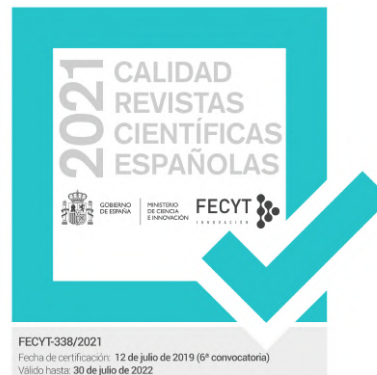 2021
CALIDAD
REVISTAS
CIENTÍFICAS
ESPAÑOLAS
GOBIERNO
DE ESPAÑA
MINISTERIO
DE CIENCIA
E INNOVACIÓN
FECYT
INNOVACIÓN
FECYT-338/2021
Fecha de certificación: 12 de julio de 2019 (6ª convocatoria)
Válido hasta: 30 de julio de 2022